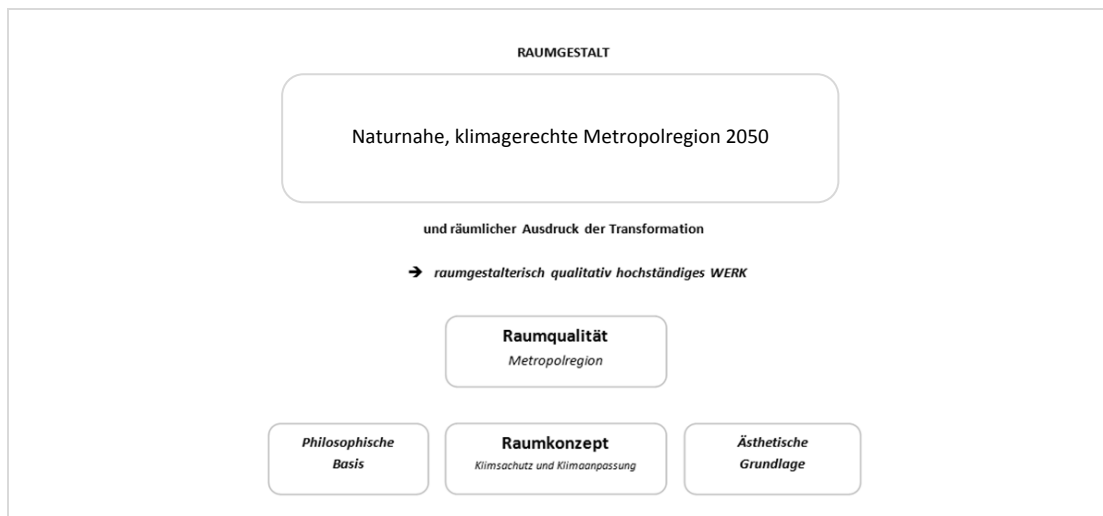 RAUMGESTALT
Naturnahe, klimagerechte Metropolregion 2050
und räumlicher Ausdruck der Transformation
➔ raumgestalterisch qualitativ hochständiges WERK
Raumqualität
Metropolregion
Philosophische
Basis
Raumkonzept
Klimsachutz und Klimaanpassung
Ästhetische
Grundlage